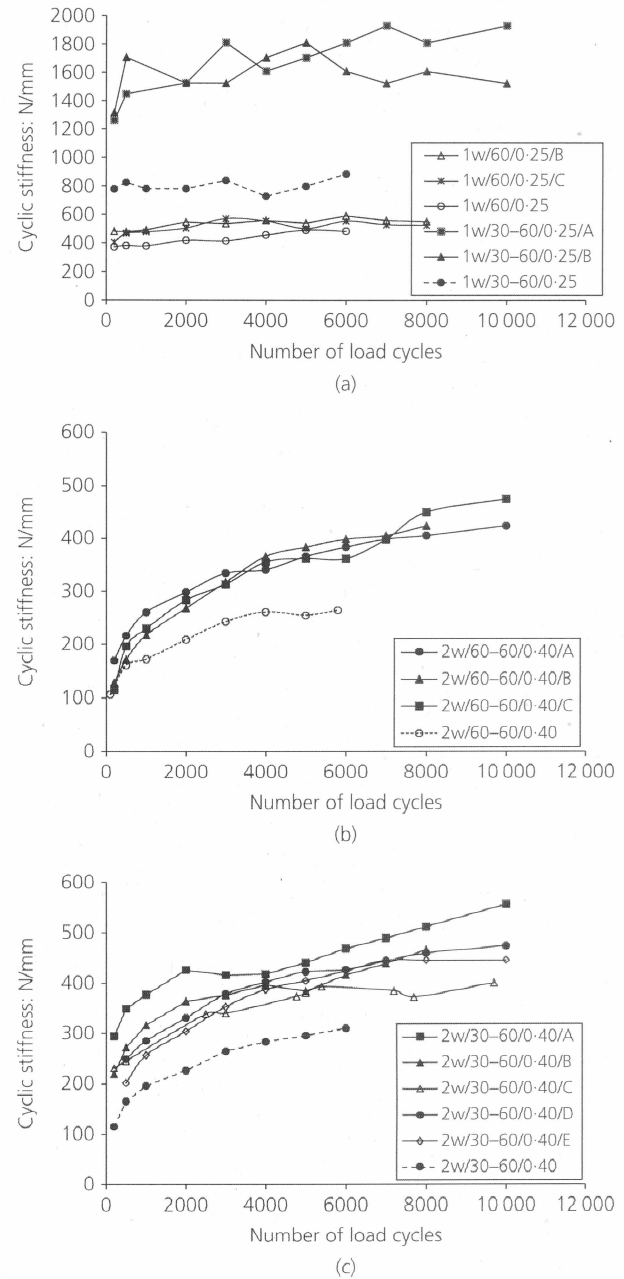 2000
1800
1600
1400
1200
1000
800
600
400
200
0
Cyclic stiffness: N/mm
1w/60/0·25/B
1w/60/0·25/C
1w/60/0·25
1w/30–60/0·25/A
1w/30–60/0·25/B
1w/30–60/0·25
0 2000 4000 6000 8000 10 000 12 000
Number of load cycles
(a)
600
500
400
300
200
100
0
Cyclic stiffness: N/mm
2w/60–60/0·40/A
2w/60–60/0·40/B
2w/60–60/0·40/C
2w/60–60/0·40
0 2000 4000 6000 8000 10 000 12 000
Number of load cycles
(b)
600
500
400
300
200
100
0
Cyclic stiffness: N/mm
2w/30–60/0·40/A
2w/30–60/0·40/B
2w/30–60/0·40/C
2w/30–60/0·40/D
2w/30–60/0·40/E
2w/30–60/0·40
0 2000 4000 6000 8000 10 000 12 000
Number of load cycles
(c)